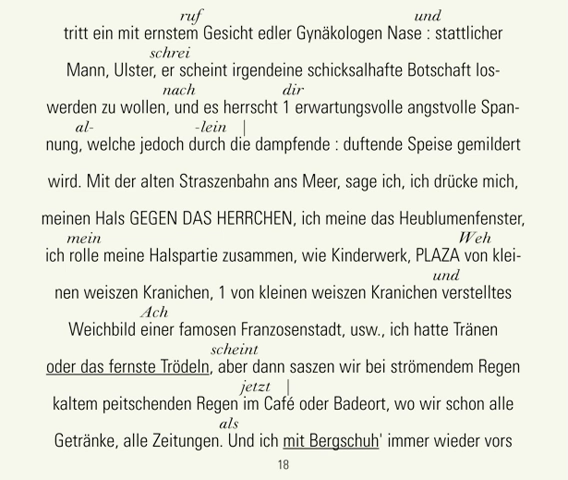 ruf und
tritt ein mit ernstem Gesicht edler Gynäkologen Nase : stattlicher
schrei
Mann, Ulster, er scheint irgendeine schicksalhafte Botschaft los-
nach dir
werden zu wollen, und es herrscht 1 erwartungsvolle angstvolle Span-
al- -lein |
nung, welche jedoch durch die dampfende : duftende Speise gemildert
wird. Mit der alten Straszenbahn ans Meer, sage ich, ich drücke mich,
meinen Hals GEGEN DAS HERRCHEN, ich meine das Heublumenfenster,
mein Weh
ich rolle meine Halspartie zusammen, wie Kinderwerk, PLAZA von klei-
und
nen weiszen Kranichen, 1 von kleinen weiszen Kranichen verstelltes
Ach
Weichbild einer famosen Franzosenstadt, usw., ich hatte Tränen
scheint
oder das fernste Trödeln, aber dann saszen wir bei strömendem Regen
jetzt |
kaltem peitschenden Regen im Café oder Badeort, wo wir schon alle
als
Getränke, alle Zeitungen. Und ich mit Bergschuh' immer wieder vors
18